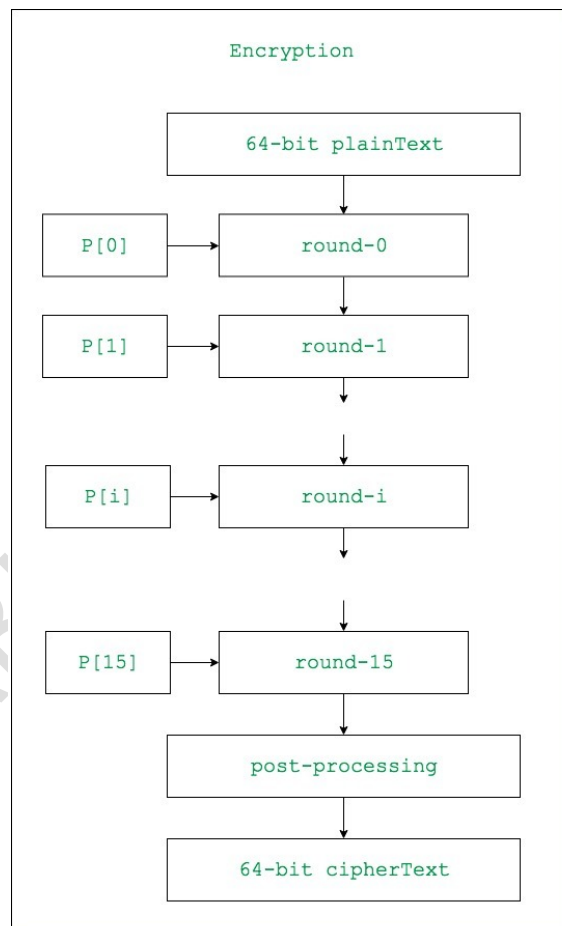 Encryption
64-bit plainText
P[0]
round-0
P[1]
round-1
P[i]
round-i
P[15]
round-15
post-processing
64-bit cipherText